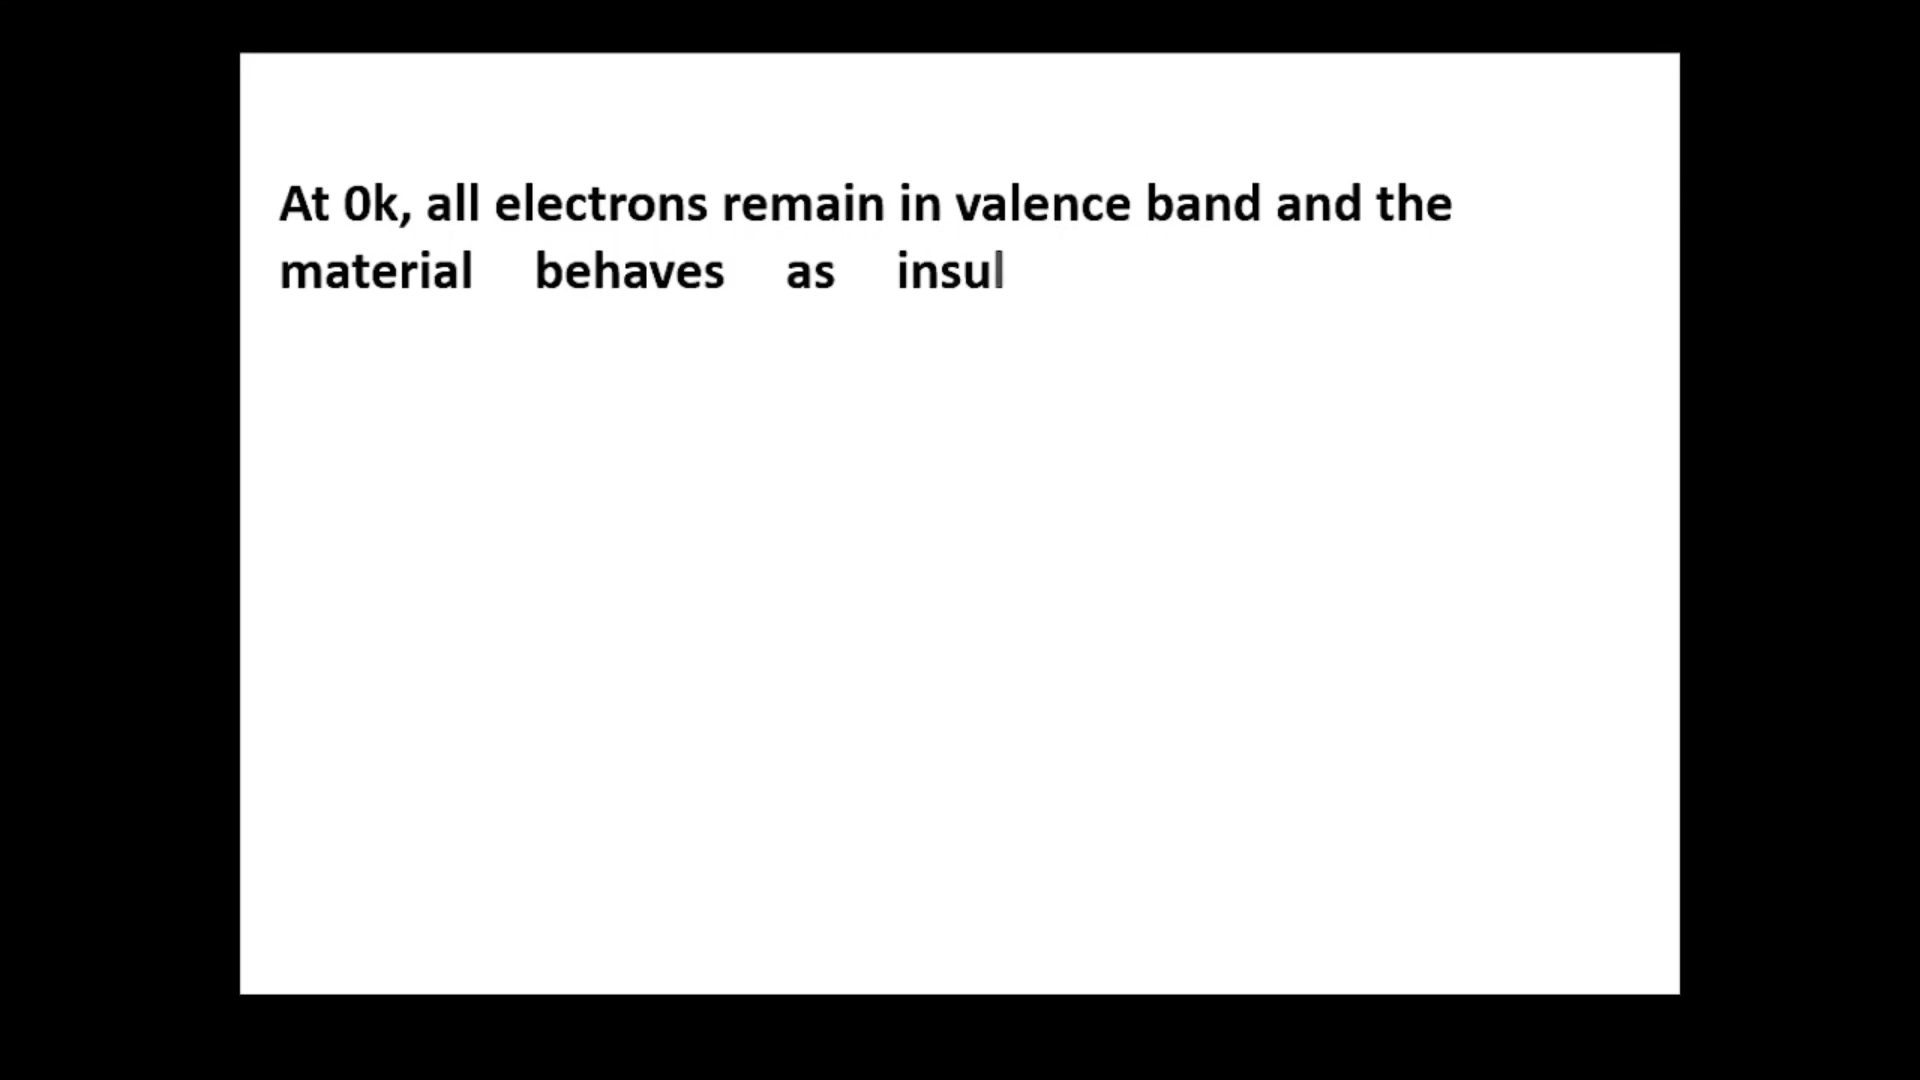 At 0k, all electrons remain in valence band and the
material behaves as insul